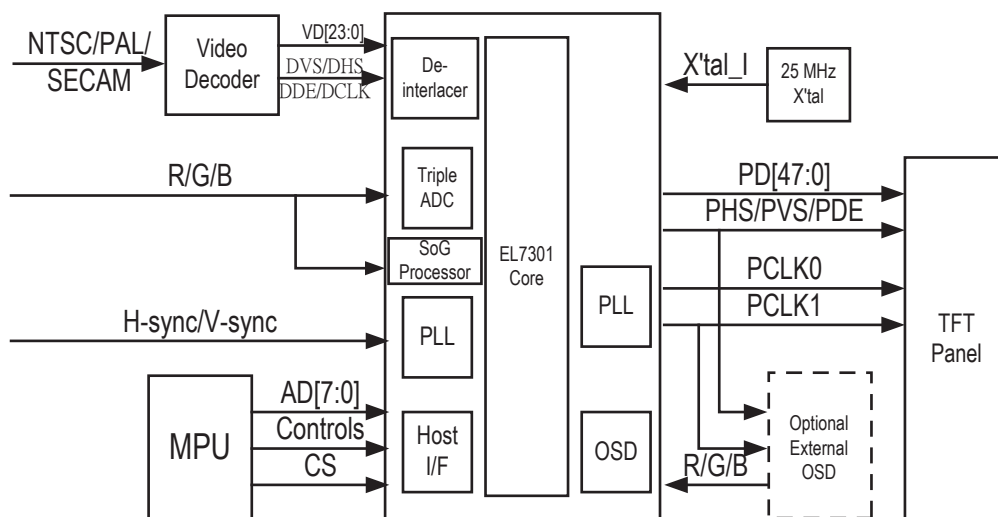 NTSC/PAL/
SECAM
Video
Decoder
VD[23:0]
DVS/DHS
DDE/DCLK
De-
interlacer
X'tal_I
25 MHz
X'tal
R/G/B
Triple
ADC
SoG
Processor
EL7301
Core
PD[47:0]
PHS/PVS/PDE
PCLK0
PCLK1
TFT
Panel
H-sync/V-sync
PLL
PLL
MPU
AD[7:0]
Controls
CS
Host
I/F
OSD
R/G/B
Optional
External
OSD